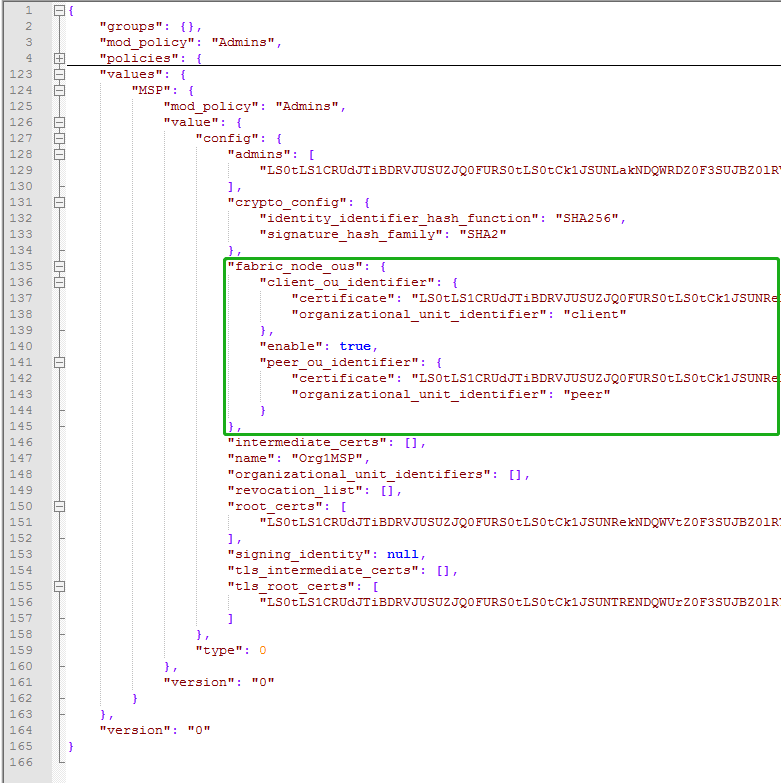 1 {
2 "groups": {},
3 "mod_policy": "Admins",
4 "policies": {
123 "values": {
124 "MSP": {
125 "mod_policy": "Admins",
126 "value": {
127 "config": {
128 "admins": [
129 "LS0tLS1CRUdJTiBDRVJUSUZJQ0FURS0tLS0tCk1JSUNLakNDQWRDZ0F3SUJBZ0lR
130 ],
131 "crypto_config": {
132 "identity_identifier_hash_function": "SHA256",
133 "signature_hash_family": "SHA2"
134 },
135 "fabric_node_ous": {
136 "client_ou_identifier": {
137 "certificate": "LS0tLS1CRUdJTiBDRVJUSUZJQ0FURS0tLS0tCk1JSUNRe
138 "organizational_unit_identifier": "client"
139 },
140 "enable": true,
141 "peer_ou_identifier": {
142 "certificate": "LS0tLS1CRUdJTiBDRVJUSUZJQ0FURS0tLS0tCk1JSUNRe
143 "organizational_unit_identifier": "peer"
144 }
145 },
146 "intermediate_certs": [],
147 "name": "Org1MSP",
148 "organizational_unit_identifiers": [],
149 "revocation_list": [],
150 "root_certs": [
151 "LS0tLS1CRUdJTiBDRVJUSUZJQ0FURS0tLS0tCk1JSUNRekNDQWVtZ0F3SUJBZ0lR
152 ],
153 "signing_identity": null,
154 "tls_intermediate_certs": [],
155 "tls_root_certs": [
156 "LS0tLS1CRUdJTiBDRVJUSUZJQ0FURS0tLS0tCk1JSUNTRENDQWUrZ0F3SUJBZ0lR
157 ]
158 },
159 "type": 0
160 },
161 "version": "0"
162 }
163 },
164 "version": "0"
165 }
166